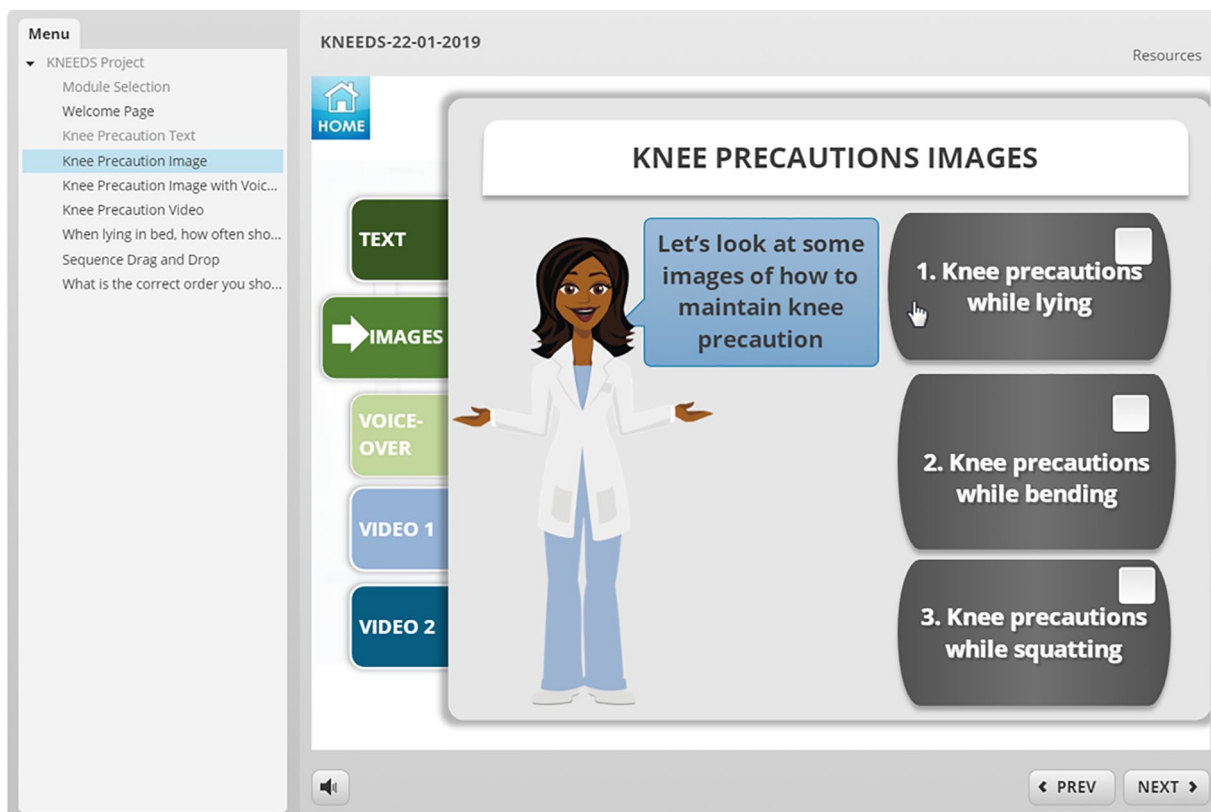 Menu
KNEEDS Project
Module Selection
Welcome Page
Knee Precaution Text
Knee Precaution Image
Knee Precaution Image with Voic...
Knee Precaution Video
When lying in bed, how often sho...
Sequence Drag and Drop
What is the correct order you sho...
KNEEDS-22-01-2019
Resources
HOME
KNEE PRECAUTIONS IMAGES
TEXT
IMAGES
VOICE-
OVER
VIDEO 1
VIDEO 2
Let's look at some
images of how to
maintain knee
precaution
1. Knee precautions
while lying
2. Knee precautions
while bending
3. Knee precautions
while squatting
PREV
NEXT